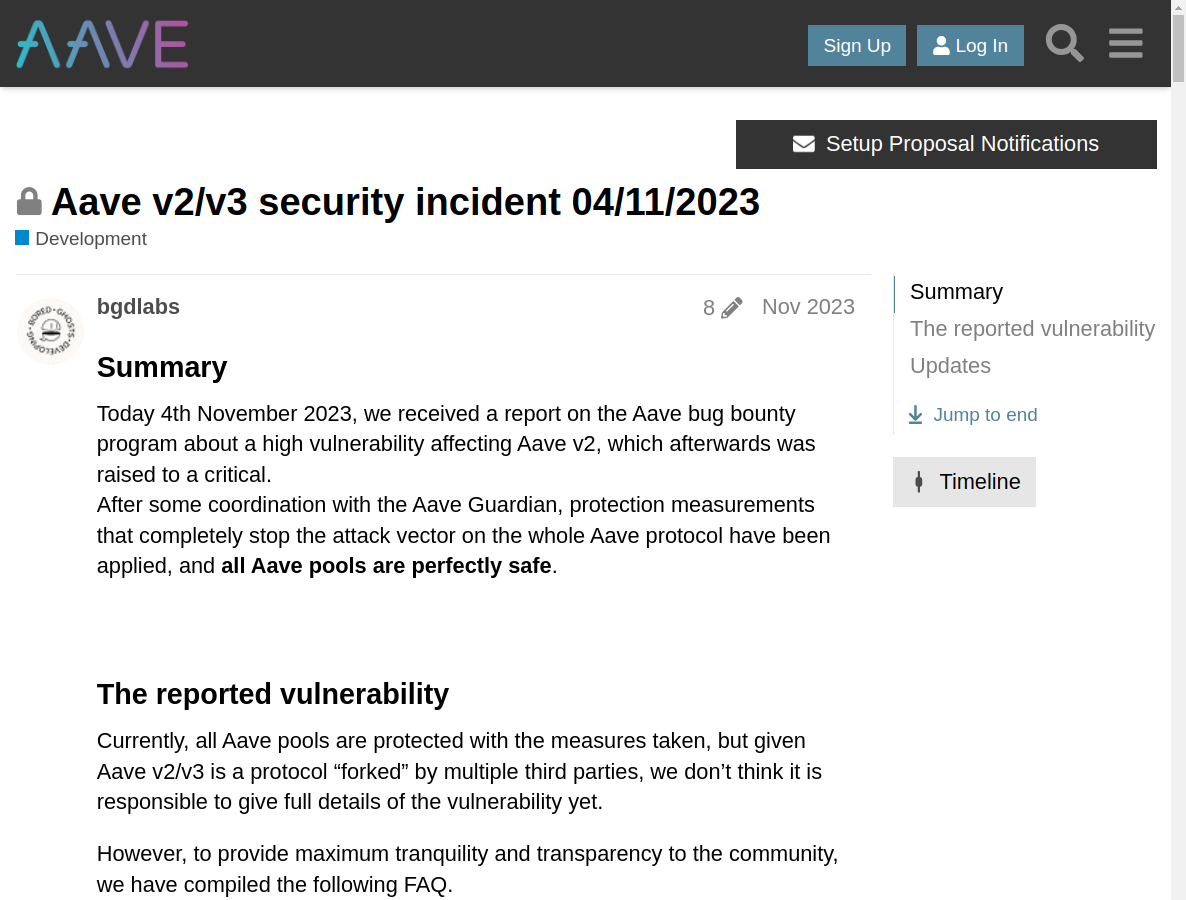 AAVE
Sign Up
Log In
Setup Proposal Notifications
Aave v2/v3 security incident 04/11/2023
Development
bgdlabs
8
Nov 2023
BORED · GHOSTS · DEVELOPING
Summary
Today 4th November 2023, we received a report on the Aave bug bounty
program about a high vulnerability affecting Aave v2, which afterwards was
raised to a critical.
After some coordination with the Aave Guardian, protection measurements
that completely stop the attack vector on the whole Aave protocol have been
applied, and all Aave pools are perfectly safe.
The reported vulnerability
Currently, all Aave pools are protected with the measures taken, but given
Aave v2/v3 is a protocol “forked” by multiple third parties, we don’t think it is
responsible to give full details of the vulnerability yet.
However, to provide maximum tranquility and transparency to the community,
we have compiled the following FAQ.
Summary
The reported vulnerability
Updates
Jump to end
Timeline